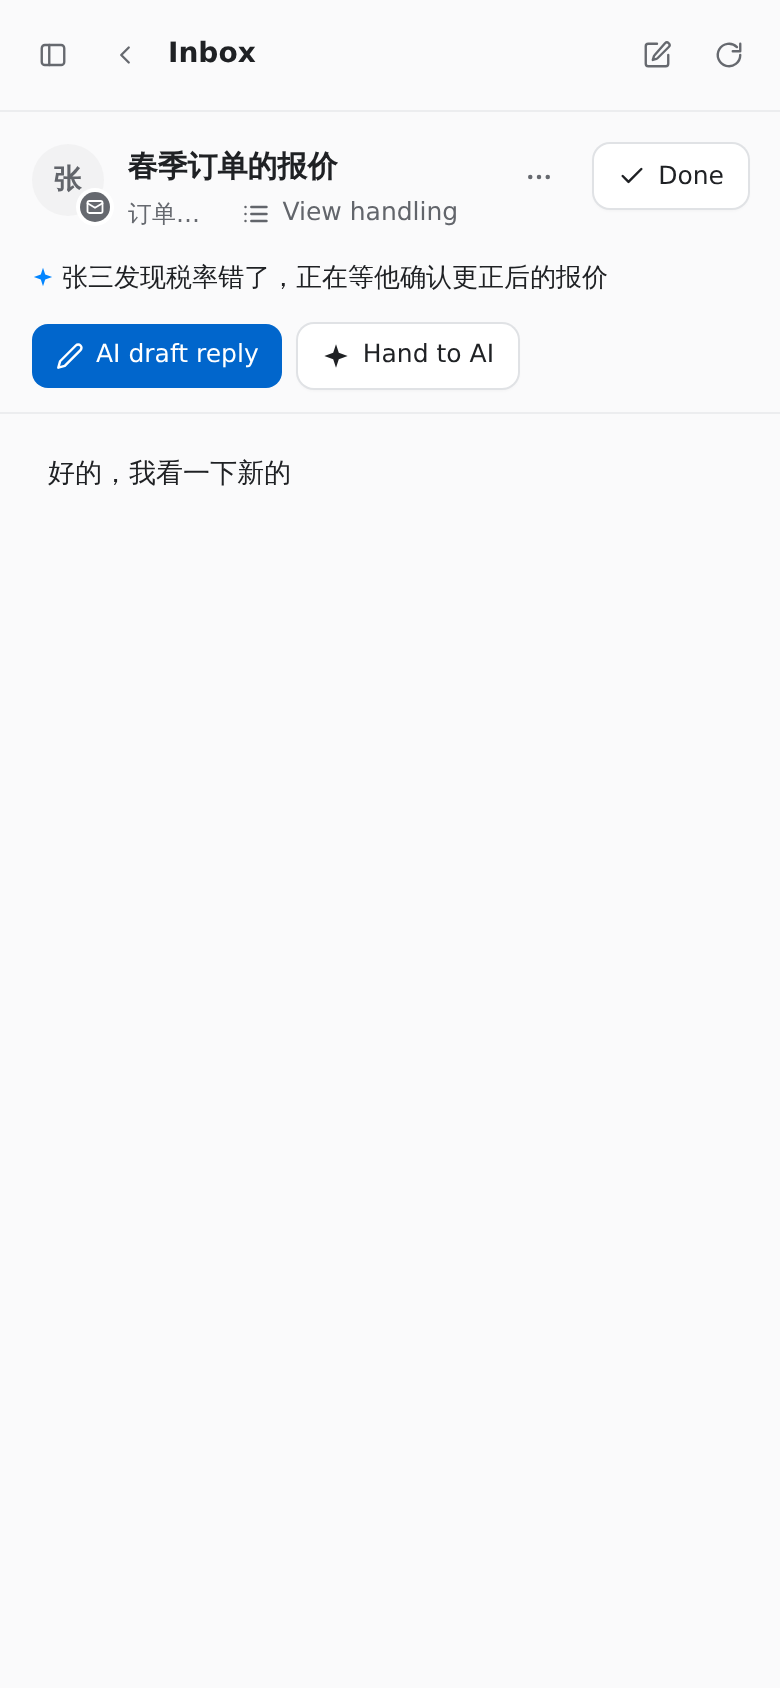 Inbox
张
春季订单的报价
订单… View handling
Done
张三发现税率错了，正在等他确认更正后的报价
AI draft reply
Hand to AI
好的，我看一下新的